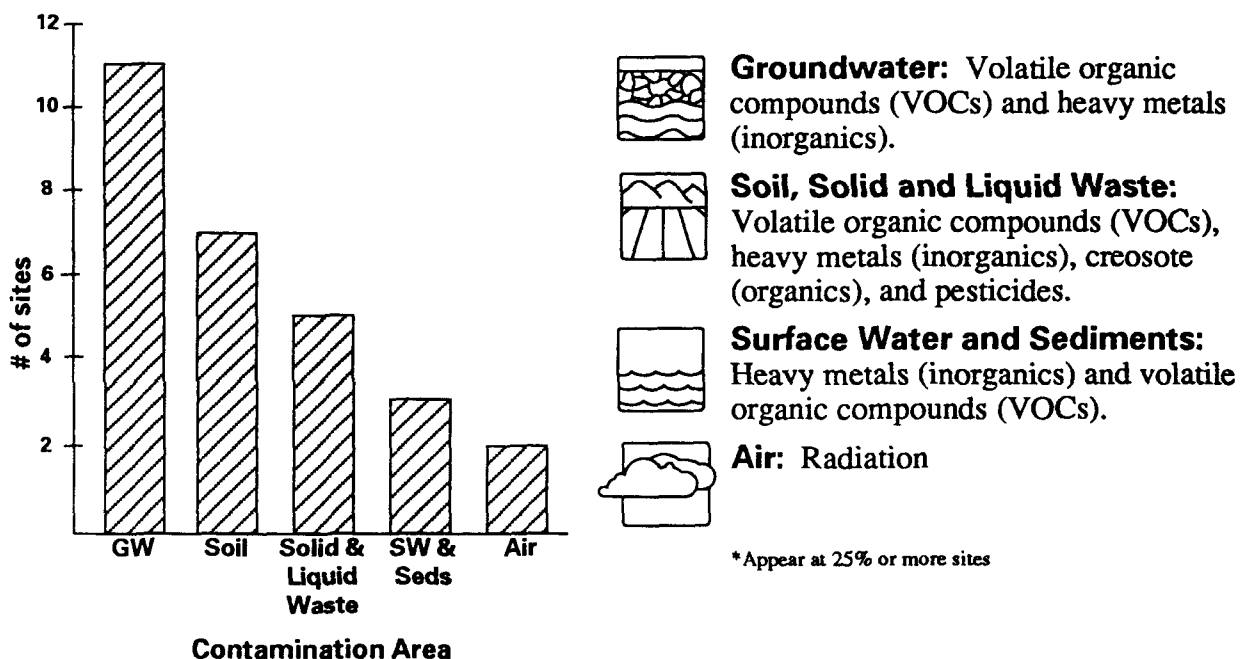 12
10
8
6
4
2
# of sites
GW
Soil
Solid &
Liquid
Waste
SW &
Seds
Air
Contamination Area
Groundwater: Volatile organic
compounds (VOCs) and heavy metals
(inorganics).
Soil, Solid and Liquid Waste:
Volatile organic compounds (VOCs),
heavy metals (inorganics), creosote
(organics), and pesticides.
Surface Water and Sediments:
Heavy metals (inorganics) and volatile
organic compounds (VOCs).
Air: Radiation
*Appear at 25% or more sites